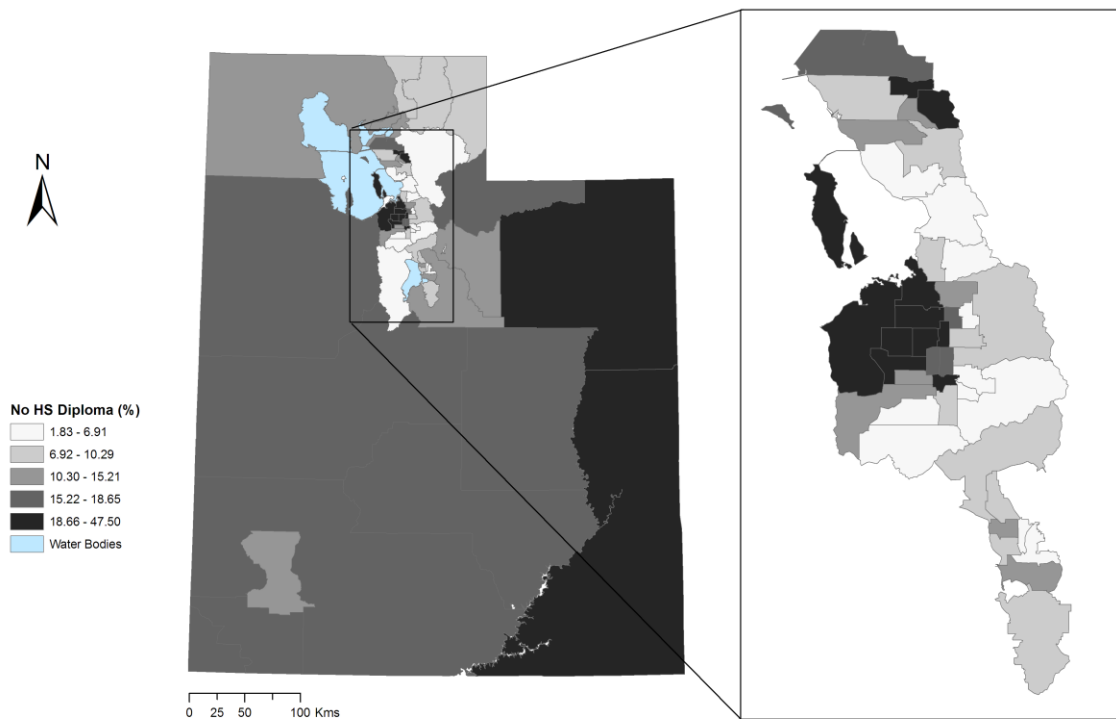 N
No HS Diploma (%)
1.83 - 6.91
6.92 - 10.29
10.30 - 15.21
15.22 - 18.65
18.66 - 47.50
Water Bodies
0 25 50 100 Kms